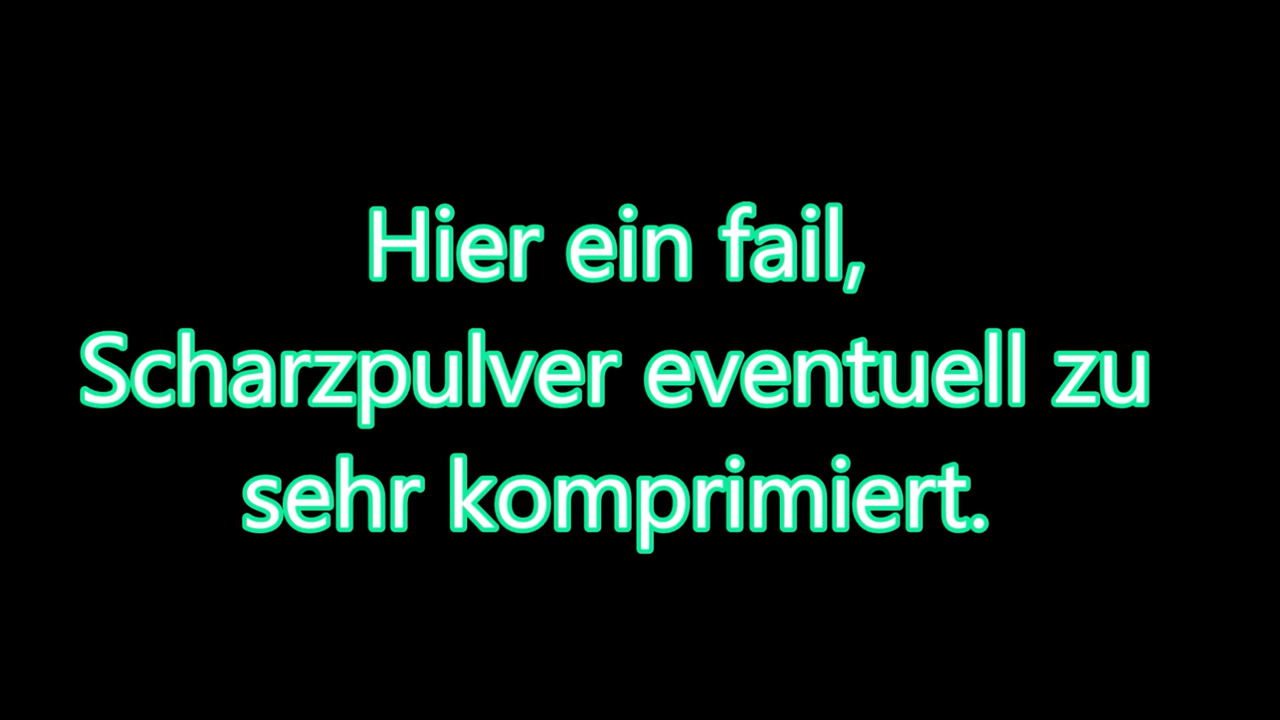 Hier ein fail,
Scharzpulver eventuell zu
sehr komprimiert.